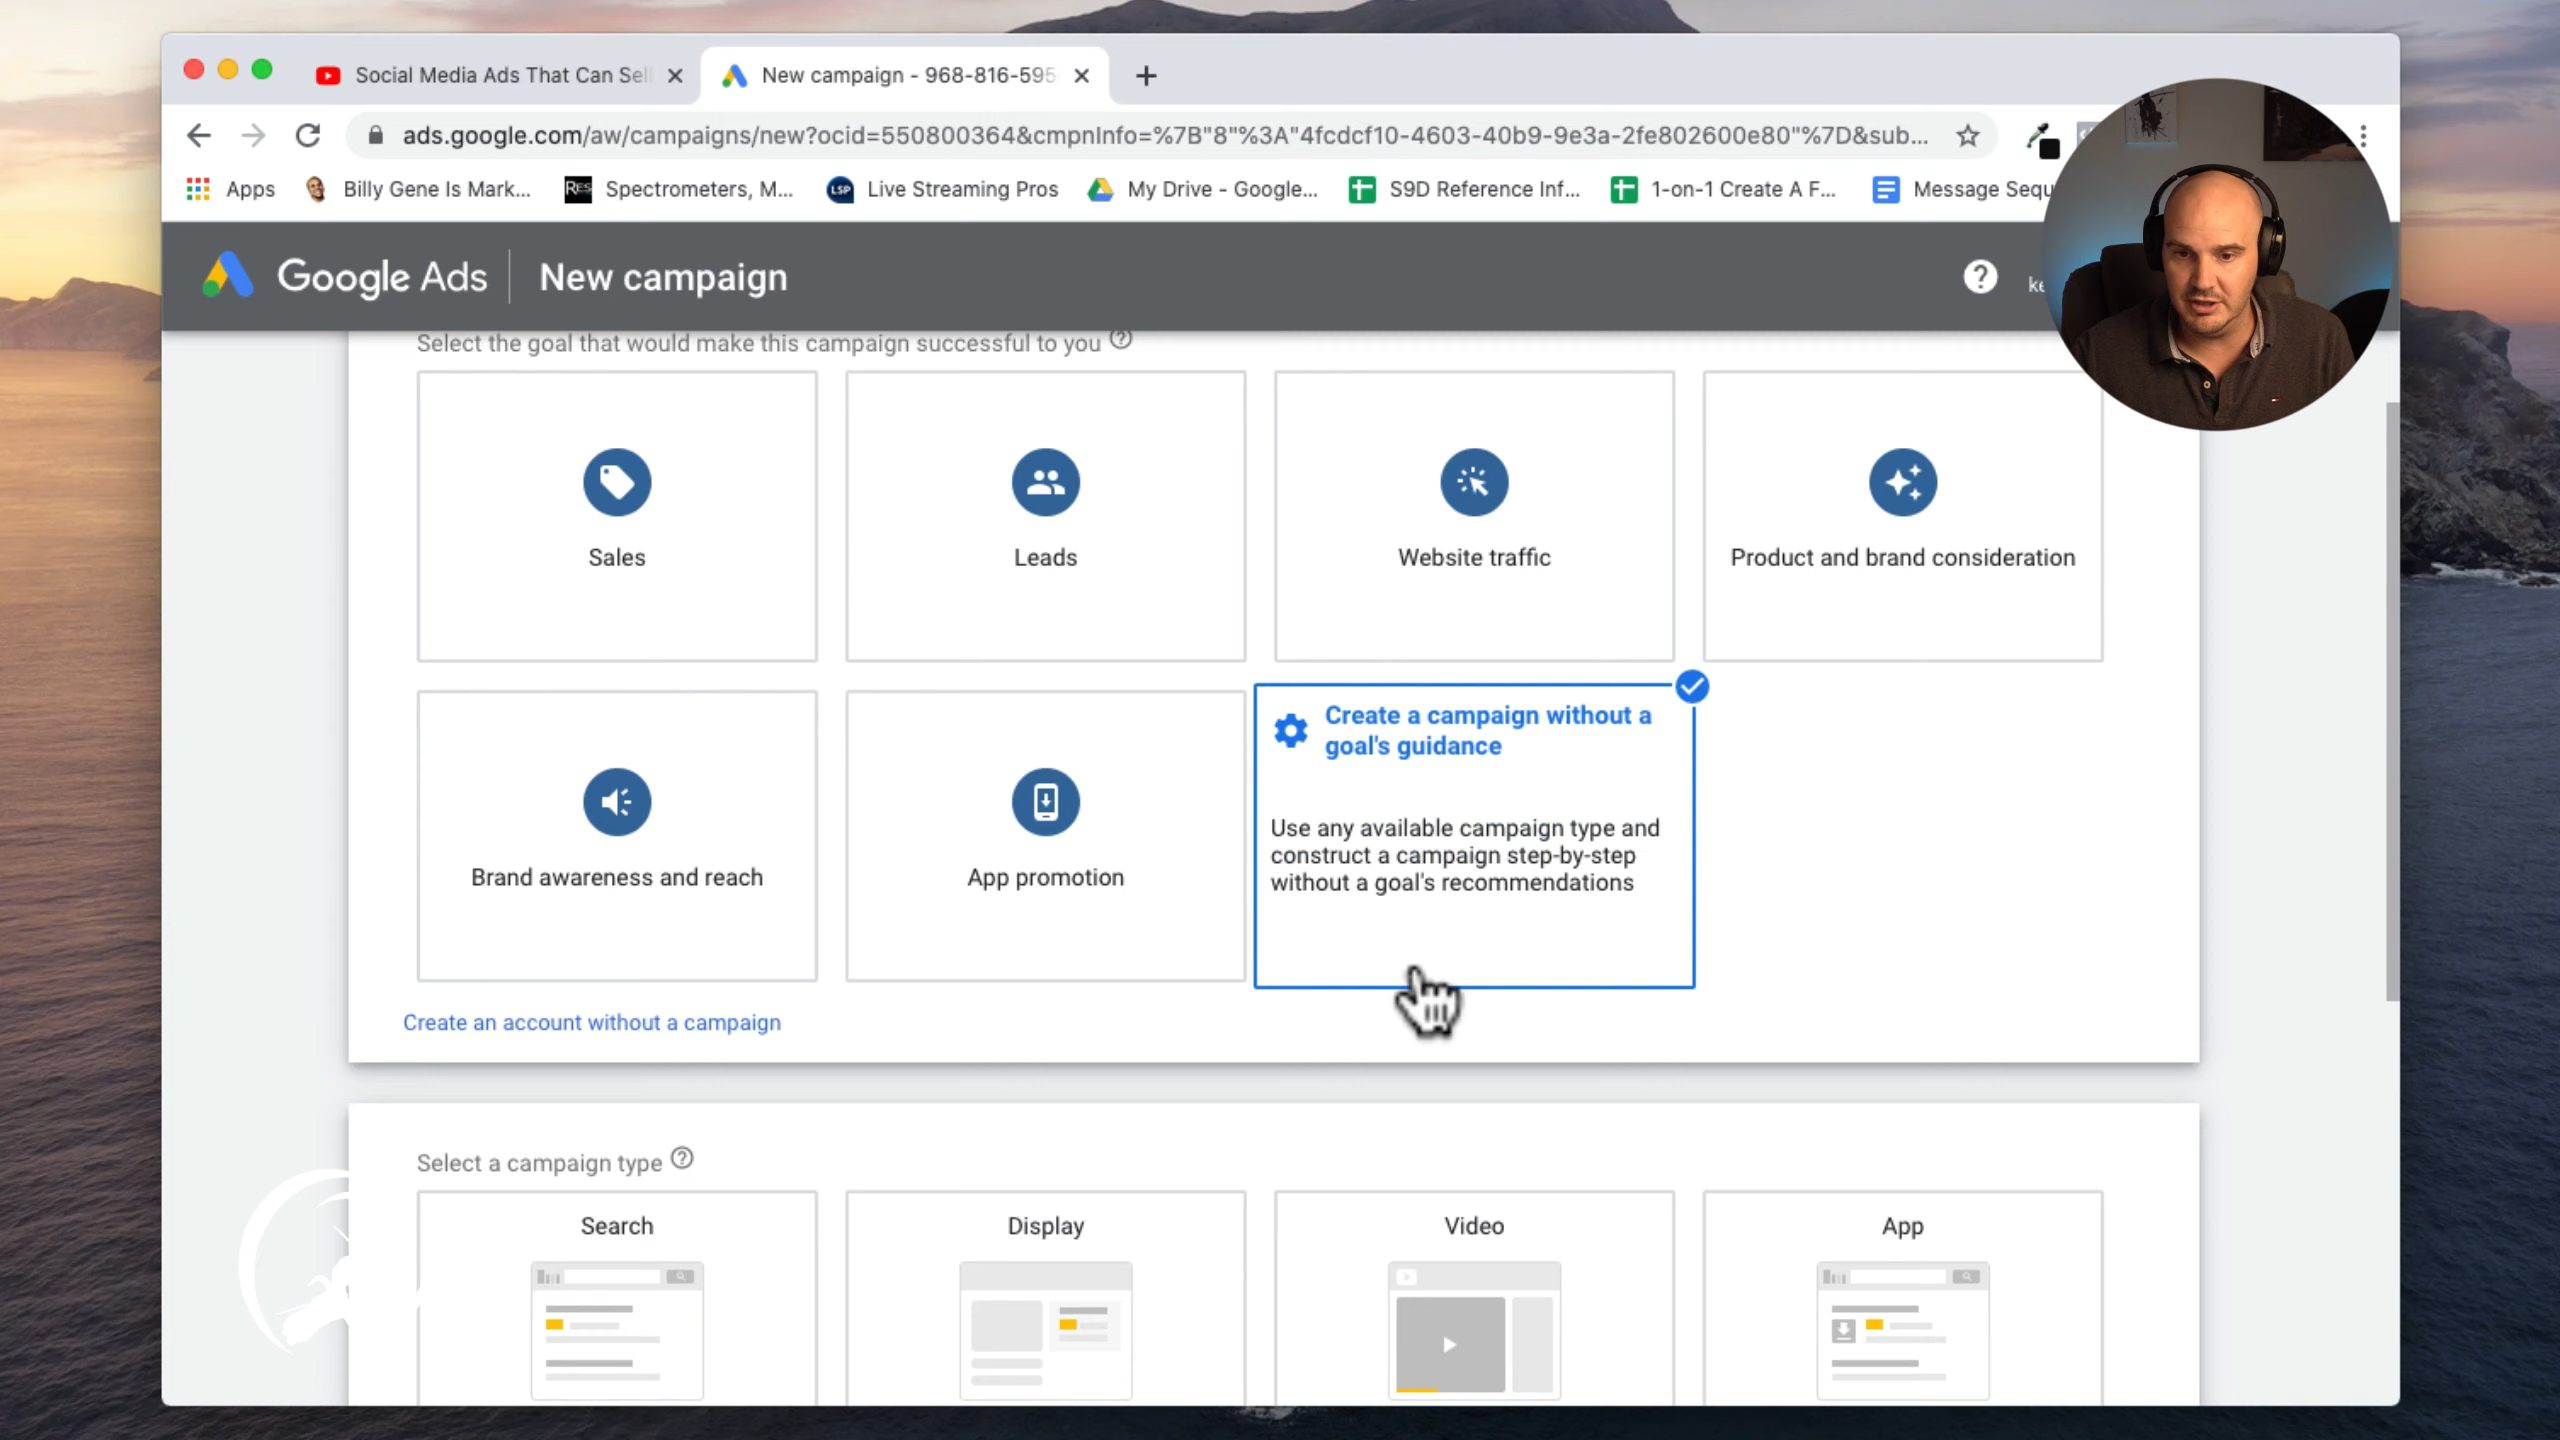 Social Media Ads That Can Sell
New campaign - 968-816-595
ads.google.com/aw/campaigns/new?ocid=550800364&cmpnInfo=%7B"8"%3A"4fcdcf10-4603-40b9-9e3a-2fe802600e80"%7D&sub...
Apps
Billy Gene Is Mark...
RES
Spectrometers, M...
LSP
Live Streaming Pros
My Drive - Google...
S9D Reference Inf...
1-on-1 Create A F...
Message Sequ
Google Ads
New campaign
ke
Select the goal that would make this campaign successful to you
Sales
Leads
Website traffic
Product and brand consideration
Brand awareness and reach
App promotion
Create a campaign without a
goal's guidance
Use any available campaign type and
construct a campaign step-by-step
without a goal's recommendations
Create an account without a campaign
Select a campaign type
Search
Display
Video
App